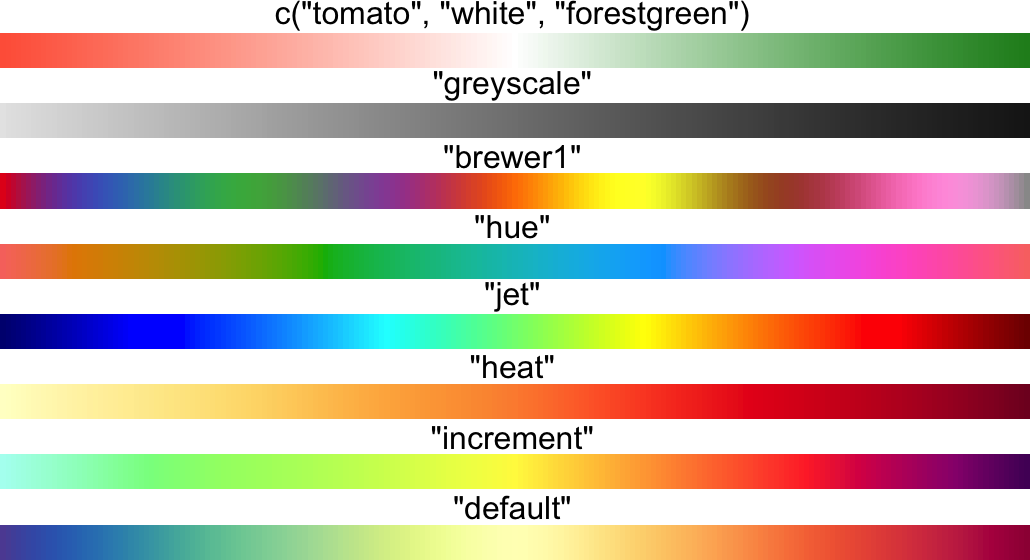 c("tomato", "white", "forestgreen")
"greyscale"
"brewer1"
"hue"
"jet"
"heat"
"increment"
"default"